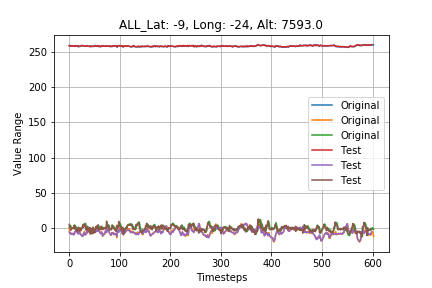 ALL_Lat: -9, Long: -24, Alt: 7593.0
250
200
150
100
50
0
Value Range
Original
Original
Original
Test
Test
Test
0 100 200 300 400 500 600
Timesteps